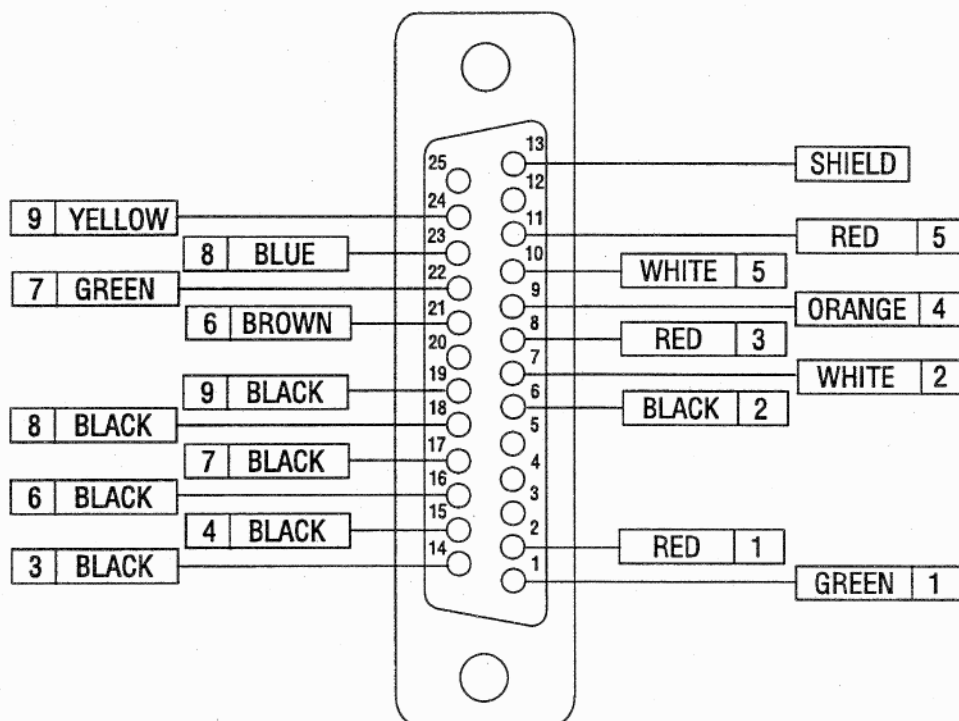 13
25
SHIELD
12
24
9 YELLOW
11
23
RED 5
8 BLUE
10
22
WHITE 5
7 GREEN
9
21
ORANGE 4
6 BROWN
8
20
RED 3
7
19
WHITE 2
9 BLACK
6
18
BLACK 2
8 BLACK
5
17
7 BLACK
4
16
6 BLACK
3
15
4 BLACK
2
14
RED 1
3 BLACK
1
GREEN 1